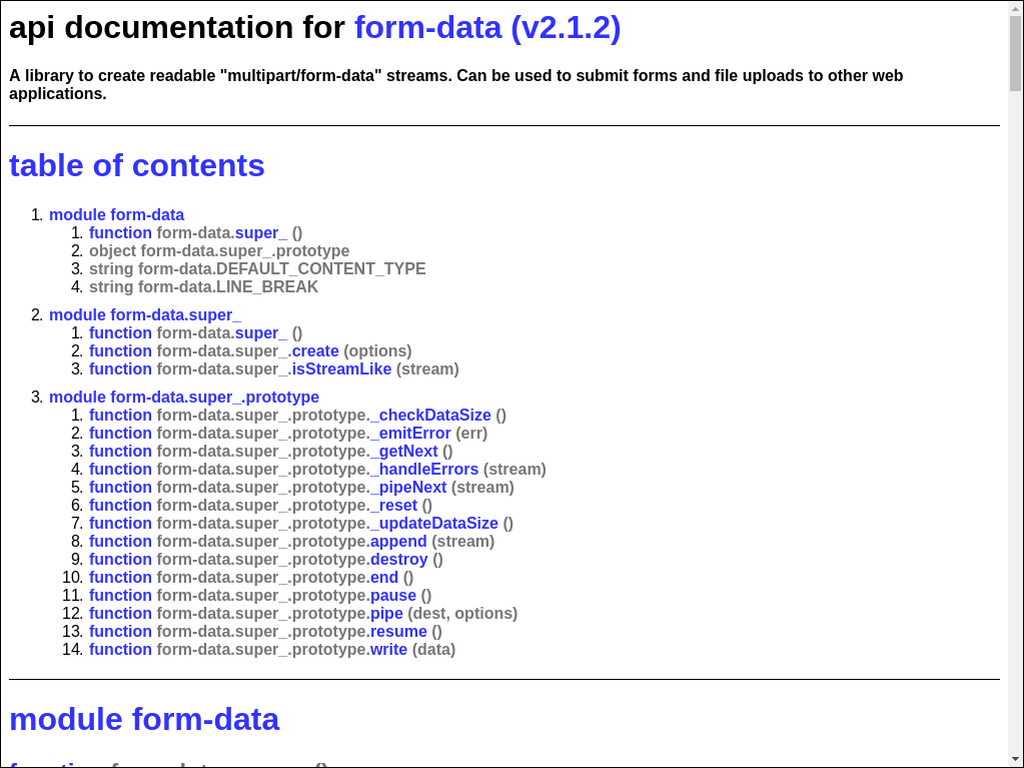 api documentation for form-data (v2.1.2)
A library to create readable "multipart/form-data" streams. Can be used to submit forms and file uploads to other web
applications.
table of contents
1. module form-data
1. function form-data.super_ ()
2. object form-data.super_.prototype
3. string form-data.DEFAULT_CONTENT_TYPE
4. string form-data.LINE_BREAK
2. module form-data.super_
1. function form-data.super_ ()
2. function form-data.super_.create (options)
3. function form-data.super_.isStreamLike (stream)
3. module form-data.super_.prototype
1. function form-data.super_.prototype._checkDataSize ()
2. function form-data.super_.prototype._emitError (err)
3. function form-data.super_.prototype._getNext ()
4. function form-data.super_.prototype._handleErrors (stream)
5. function form-data.super_.prototype._pipeNext (stream)
6. function form-data.super_.prototype._reset ()
7. function form-data.super_.prototype._updateDataSize ()
8. function form-data.super_.prototype.append (stream)
9. function form-data.super_.prototype.destroy ()
10. function form-data.super_.prototype.end ()
11. function form-data.super_.prototype.pause ()
12. function form-data.super_.prototype.pipe (dest, options)
13. function form-data.super_.prototype.resume ()
14. function form-data.super_.prototype.write (data)
module form-data